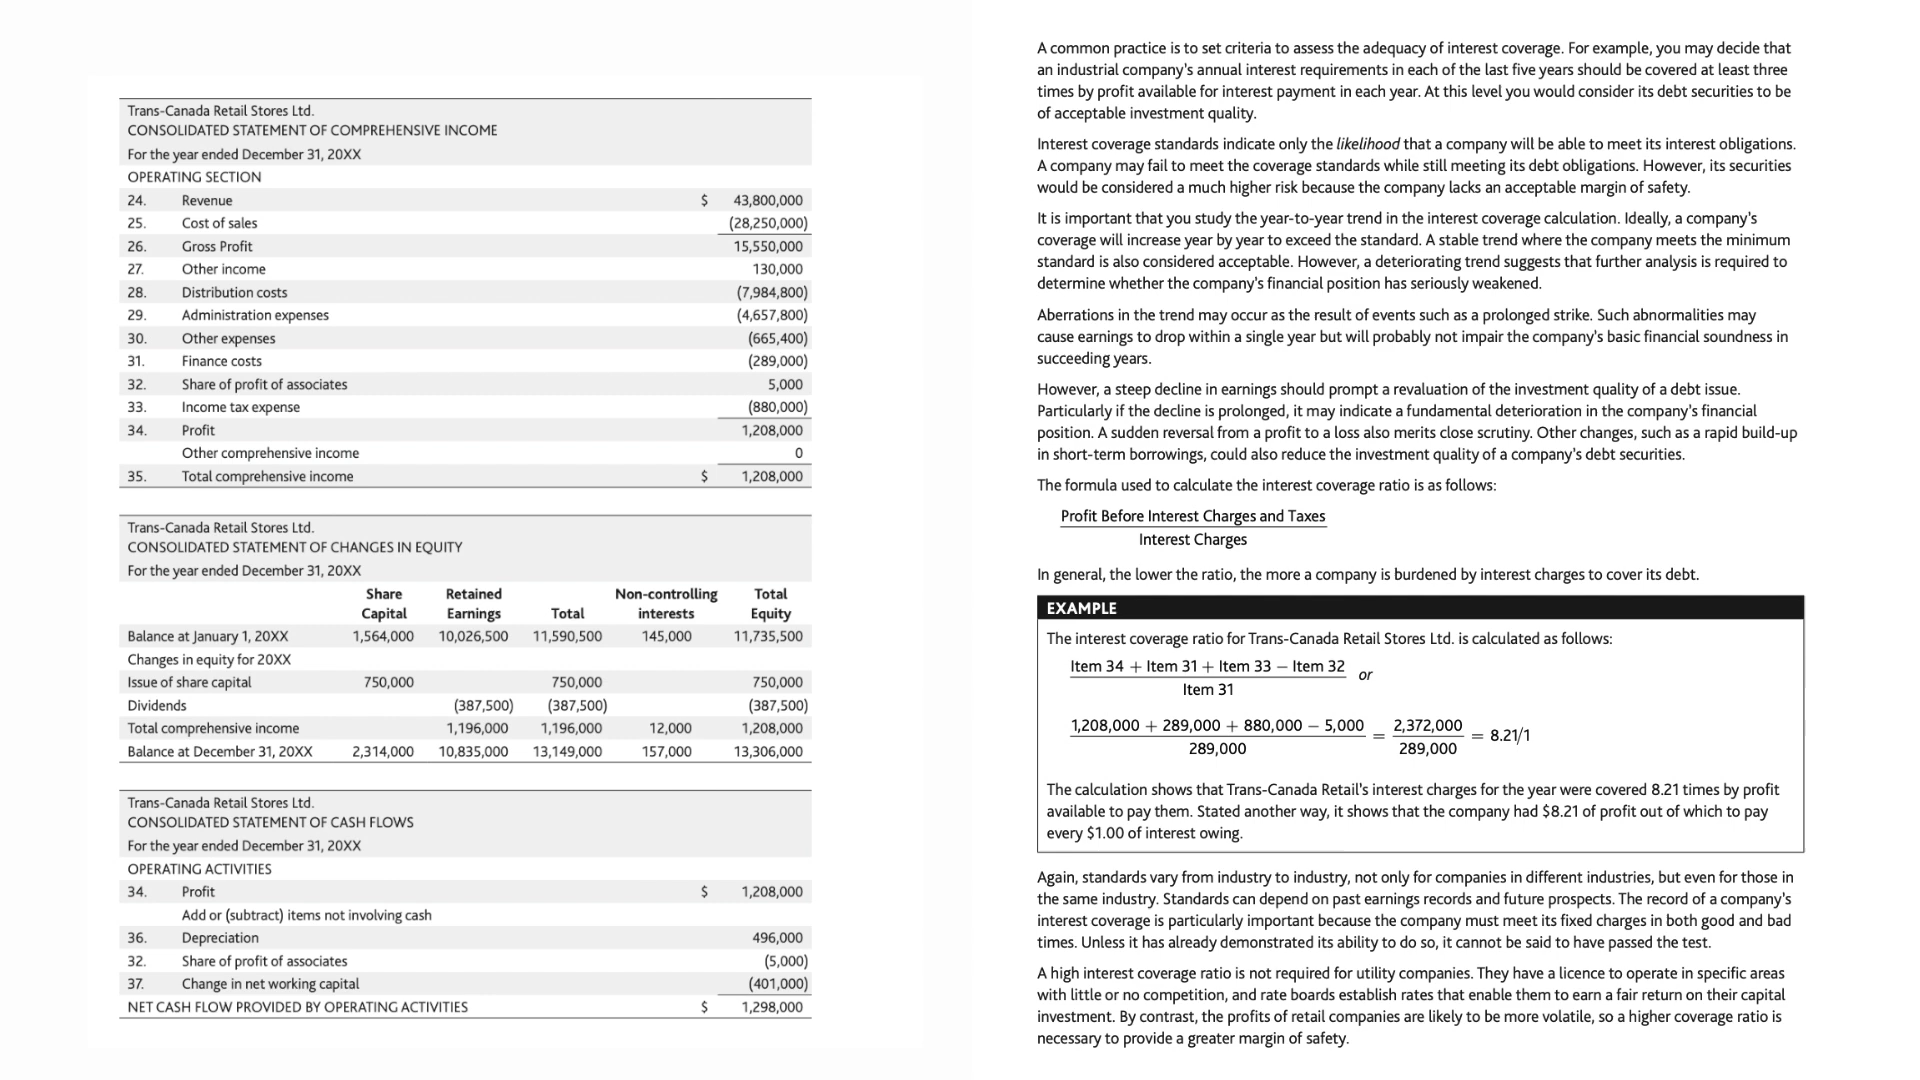 Trans-Canada Retail Stores Ltd.
CONSOLIDATED STATEMENT OF COMPREHENSIVE INCOME
For the year ended December 31, 20XX
OPERATING SECTION
24. Revenue $ 43,800,000
25. Cost of sales (28,250,000)
26. Gross Profit 15,550,000
27. Other income 130,000
28. Distribution costs (7,984,800)
29. Administration expenses (4,657,800)
30. Other expenses (665,400)
31. Finance costs (289,000)
32. Share of profit of associates 5,000
33. Income tax expense (880,000)
34. Profit 1,208,000
Other comprehensive income 0
35. Total comprehensive income $ 1,208,000
Trans-Canada Retail Stores Ltd.
CONSOLIDATED STATEMENT OF CHANGES IN EQUITY
For the year ended December 31, 20XX
Share Retained Non-controlling Total
Capital Earnings Total interests Equity
Balance at January 1, 20XX 1,564,000 10,026,500 11,590,500 145,000 11,735,500
Changes in equity for 20XX
Issue of share capital 750,000 750,000 750,000
Dividends (387,500) (387,500) (387,500)
Total comprehensive income 1,196,000 1,196,000 12,000 1,208,000
Balance at December 31, 20XX 2,314,000 10,835,000 13,149,000 157,000 13,306,000
Trans-Canada Retail Stores Ltd.
CONSOLIDATED STATEMENT OF CASH FLOWS
For the year ended December 31, 20XX
OPERATING ACTIVITIES
34. Profit $ 1,208,000
Add or (subtract) items not involving cash
36. Depreciation 496,000
32. Share of profit of associates (5,000)
37. Change in net working capital (401,000)
NET CASH FLOW PROVIDED BY OPERATING ACTIVITIES $ 1,298,000
A common practice is to set criteria to assess the adequacy of interest coverage. For example, you may decide that
an industrial company's annual interest requirements in each of the last five years should be covered at least three
times by profit available for interest payment in each year. At this level you would consider its debt securities to be
of acceptable investment quality.
Interest coverage standards indicate only the likelihood that a company will be able to meet its interest obligations.
A company may fail to meet the coverage standards while still meeting its debt obligations. However, its securities
would be considered a much higher risk because the company lacks an acceptable margin of safety.
It is important that you study the year-to-year trend in the interest coverage calculation. Ideally, a company's
coverage will increase year by year to exceed the standard. A stable trend where the company meets the minimum
standard is also considered acceptable. However, a deteriorating trend suggests that further analysis is required to
determine whether the company's financial position has seriously weakened.
Aberrations in the trend may occur as the result of events such as a prolonged strike. Such abnormalities may
cause earnings to drop within a single year but will probably not impair the company's basic financial soundness in
succeeding years.
However, a steep decline in earnings should prompt a revaluation of the investment quality of a debt issue.
Particularly if the decline is prolonged, it may indicate a fundamental deterioration in the company's financial
position. A sudden reversal from a profit to a loss also merits close scrutiny. Other changes, such as a rapid build-up
in short-term borrowings, could also reduce the investment quality of a company's debt securities.
The formula used to calculate the interest coverage ratio is as follows:
Profit Before Interest Charges and Taxes
Interest Charges
In general, the lower the ratio, the more a company is burdened by interest charges to cover its debt.
EXAMPLE
The interest coverage ratio for Trans-Canada Retail Stores Ltd. is calculated as follows:
Item 34 + Item 31 + Item 33 − Item 32 or
Item 31
1,208,000 + 289,000 + 880,000 − 5,000 = 2,372,000 = 8.21/1
289,000 289,000
The calculation shows that Trans-Canada Retail's interest charges for the year were covered 8.21 times by profit
available to pay them. Stated another way, it shows that the company had $8.21 of profit out of which to pay
every $1.00 of interest owing.
Again, standards vary from industry to industry, not only for companies in different industries, but even for those in
the same industry. Standards can depend on past earnings records and future prospects. The record of a company's
interest coverage is particularly important because the company must meet its fixed charges in both good and bad
times. Unless it has already demonstrated its ability to do so, it cannot be said to have passed the test.
A high interest coverage ratio is not required for utility companies. They have a licence to operate in specific areas
with little or no competition, and rate boards establish rates that enable them to earn a fair return on their capital
investment. By contrast, the profits of retail companies are likely to be more volatile, so a higher coverage ratio is
necessary to provide a greater margin of safety.